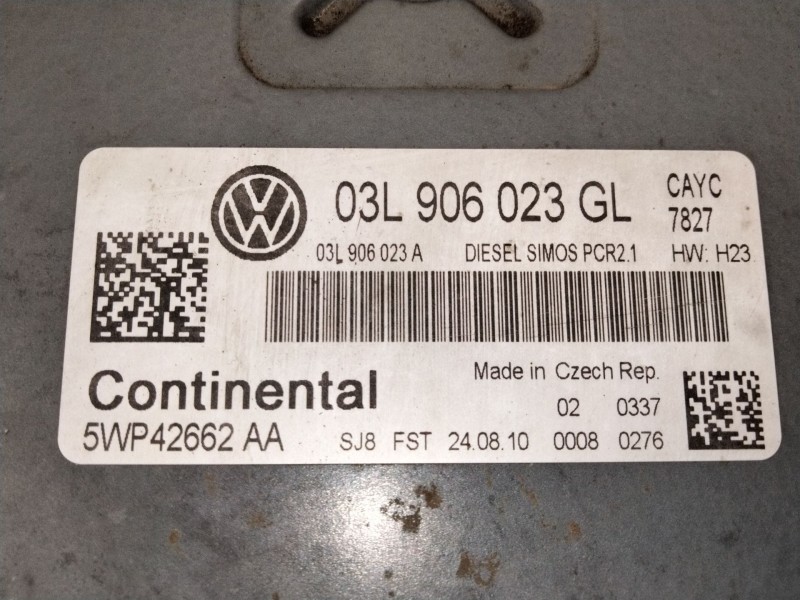 03L 906 023 GL CAYC
7827
03L 906 023 A DIESEL SIMOS PCR2.1 HW: H23
Continental Made in Czech Rep.
02 0337
5WP42662 AA SJ8 FST 24.08.10 0008 0276